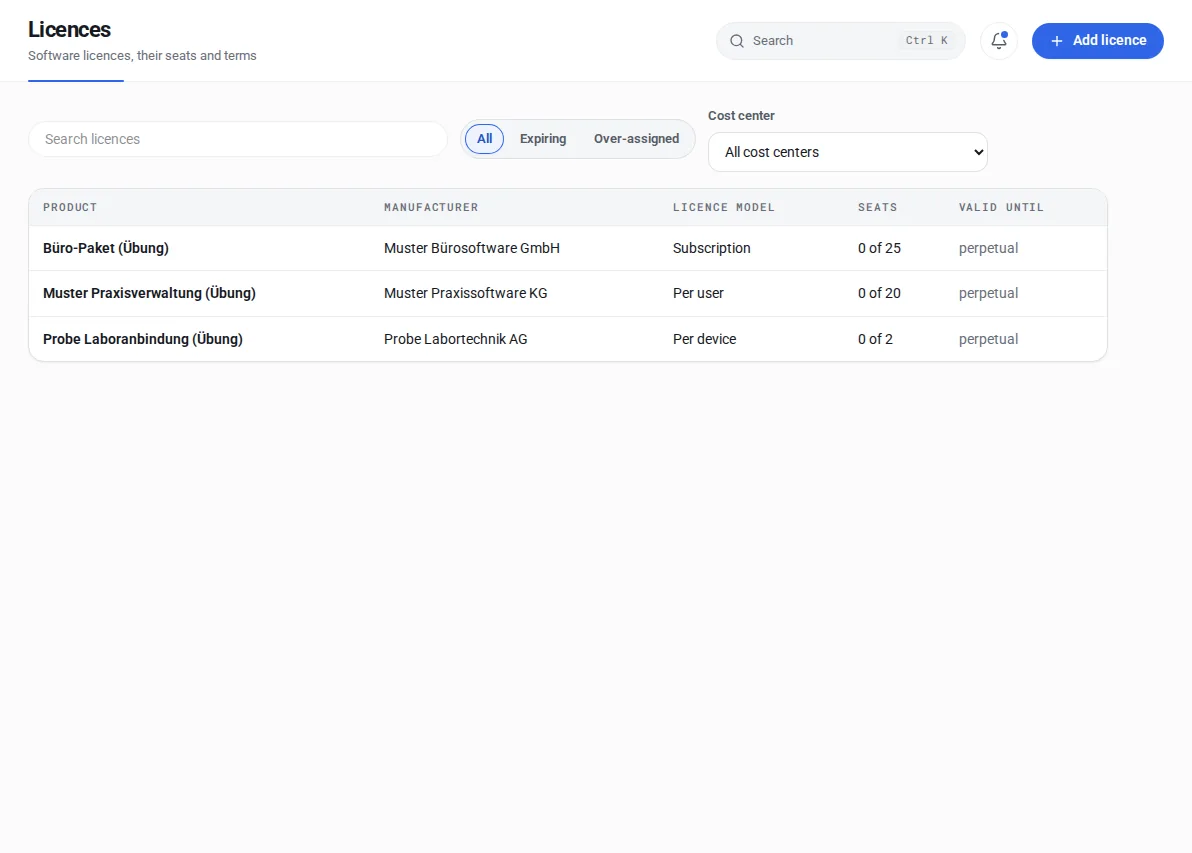 Licences
Software licences, their seats and terms
Search Ctrl K
Add licence
Search licences
All Expiring Over-assigned
Cost center
All cost centers
PRODUCT MANUFACTURER LICENCE MODEL SEATS VALID UNTIL
Büro-Paket (Übung) Muster Bürosoftware GmbH Subscription 0 of 25 perpetual
Muster Praxisverwaltung (Übung) Muster Praxissoftware KG Per user 0 of 20 perpetual
Probe Laboranbindung (Übung) Probe Labortechnik AG Per device 0 of 2 perpetual